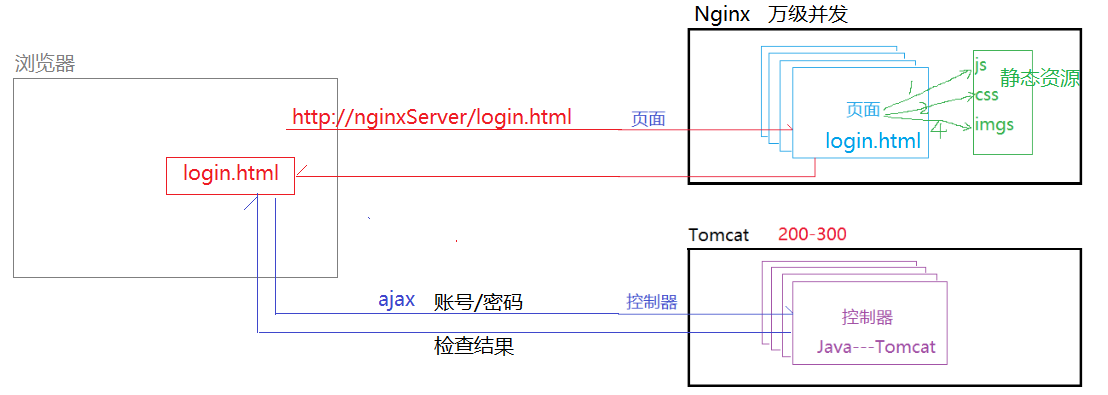 Nginx 万级并发
浏览器
http://nginxServer/login.html
页面
页面
login.html
1
2
4
js
css
imgs
静态资源
login.html
Tomcat 200-300
ajax 账号/密码
控制器
检查结果
控制器
Java---Tomcat